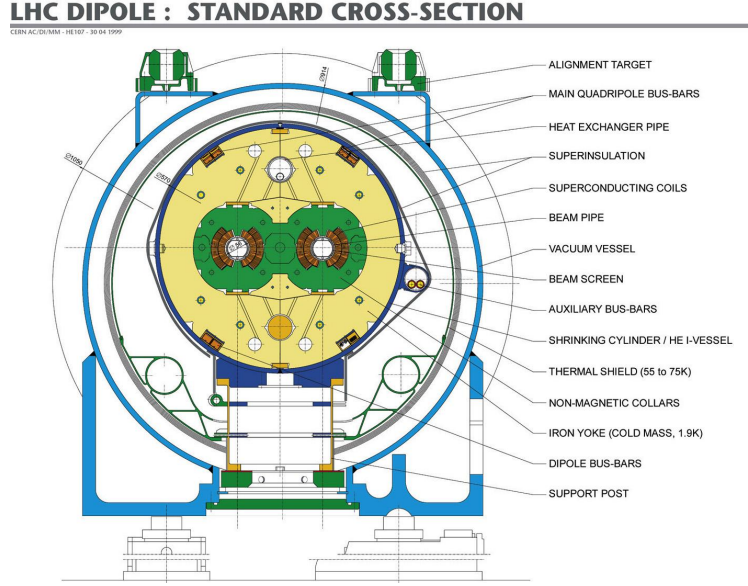 LHC DIPOLE : STANDARD CROSS-SECTION
CERN AC/DI/MM - HE107 - 30 04 1999
ALIGNMENT TARGET
MAIN QUADRIPOLE BUS-BARS
HEAT EXCHANGER PIPE
SUPERINSULATION
SUPERCONDUCTING COILS
BEAM PIPE
VACUUM VESSEL
BEAM SCREEN
AUXILIARY BUS-BARS
SHRINKING CYLINDER / HE I-VESSEL
THERMAL SHIELD (55 to 75K)
NON-MAGNETIC COLLARS
IRON YOKE (COLD MASS, 1.9K)
DIPOLE BUS-BARS
SUPPORT POST
Ø914
Ø1050
Ø570